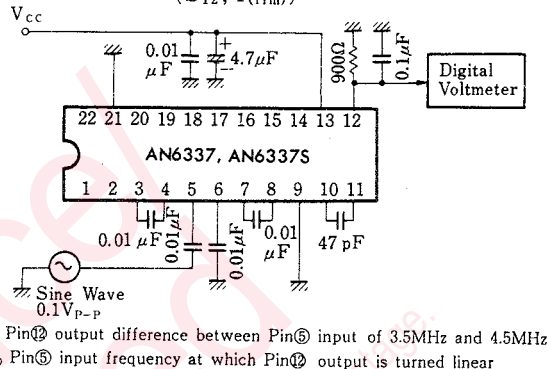 Vcc
0.01
μF
+
4.7μF
--
900Ω
0.1μF
Digital
Voltmeter
22 21 20 19 18 17 16 15 14 13 12
AN6337, AN6337S
1 2 3 4 5 6 7 8 9 10 11
0.01 μF
0.01μF
0.01μF
0.01
μF
47 pF
Sine Wave
0.1VP-P
Pin⑫ output difference between Pin⑤ input of 3.5MHz and 4.5MHz
Pin⑤ input frequency at which Pin⑫ output is turned linear